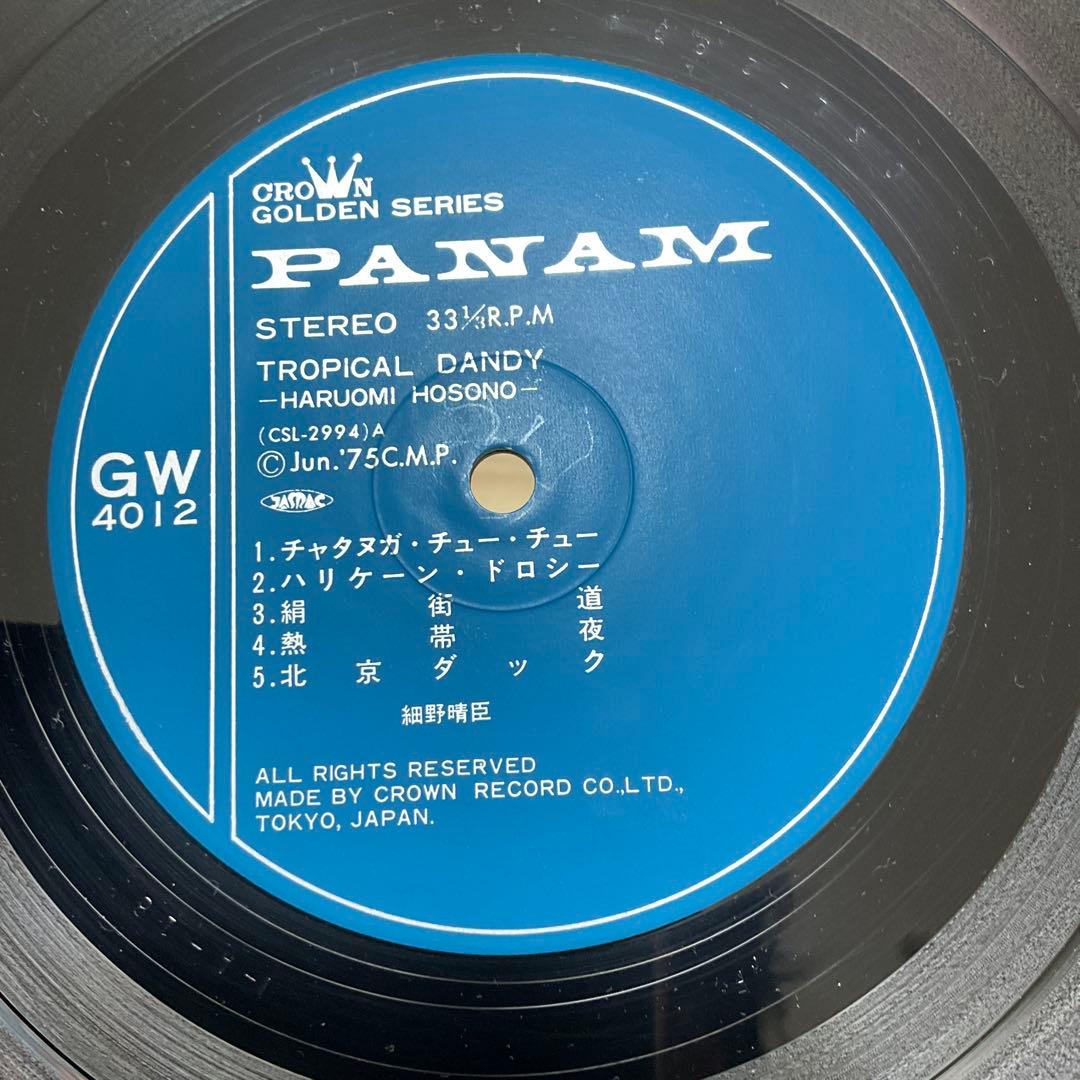 CROWN
GOLDEN SERIES
PANAM
STEREO 33⅓R.P.M
TROPICAL DANDY
—HARUOMI HOSONO—
(CSL-2994)A
©Jun.'75C.M.P.
JASRAC
GW
4012
1.チャタヌガ・チュー・チュー
2.ハリケーン・ドロシー
3.絹街道
4.熱帯夜
5.北京ダック
細野晴臣
ALL RIGHTS RESERVED
MADE BY CROWN RECORD CO.,LTD.,
TOKYO, JAPAN.